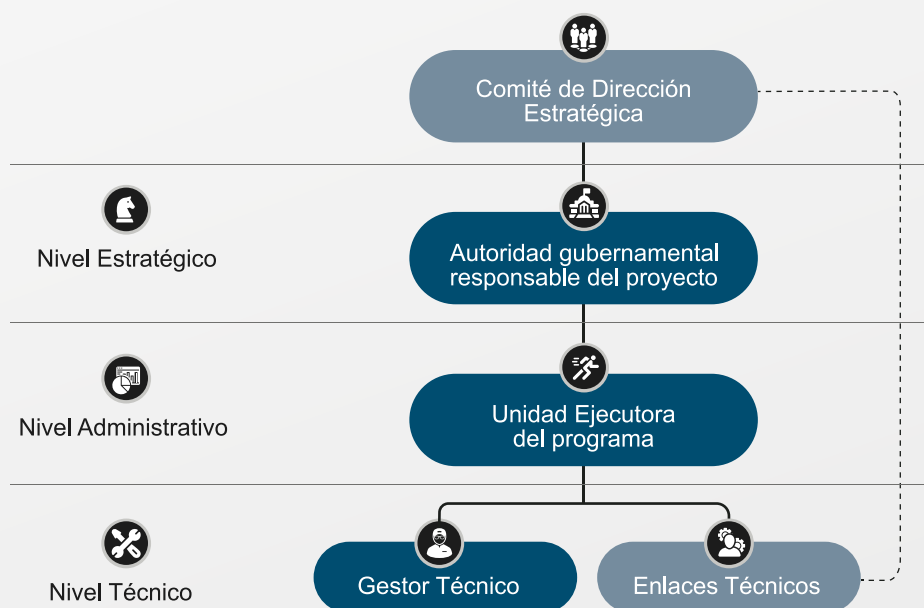 Comité de Dirección
Estratégica
Nivel Estratégico
Autoridad gubernamental
responsable del proyecto
Nivel Administrativo
Unidad Ejecutora
del programa
Nivel Técnico
Gestor Técnico
Enlaces Técnicos